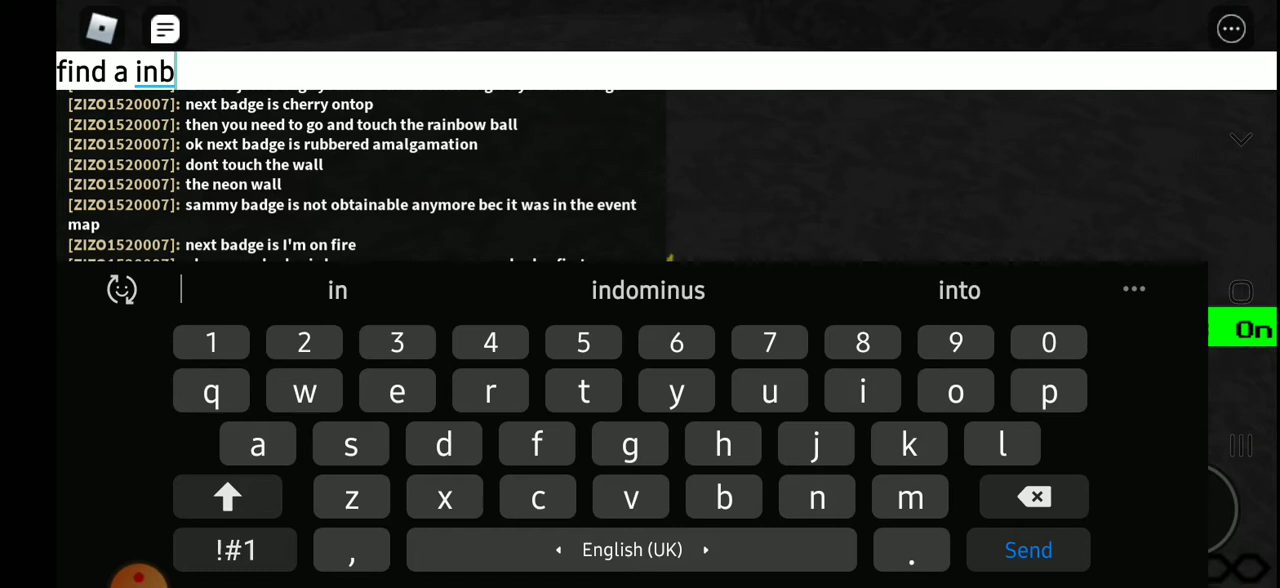 find a inb
[ZIZO1520007]: next badge is cherry ontop
[ZIZO1520007]: then you need to go and touch the rainbow ball
[ZIZO1520007]: ok next badge is rubbered amalgamation
[ZIZO1520007]: dont touch the wall
[ZIZO1520007]: the neon wall
[ZIZO1520007]: sammy badge is not obtainable anymore bec it was in the event
map
[ZIZO1520007]: next badge is I'm on fire
in indominus into
On
1 2 3 4 5 6 7 8 9 0
q w e r t y u i o p
a s d f g h j k l
z x c v b n m
!#1 , English (UK) . Send